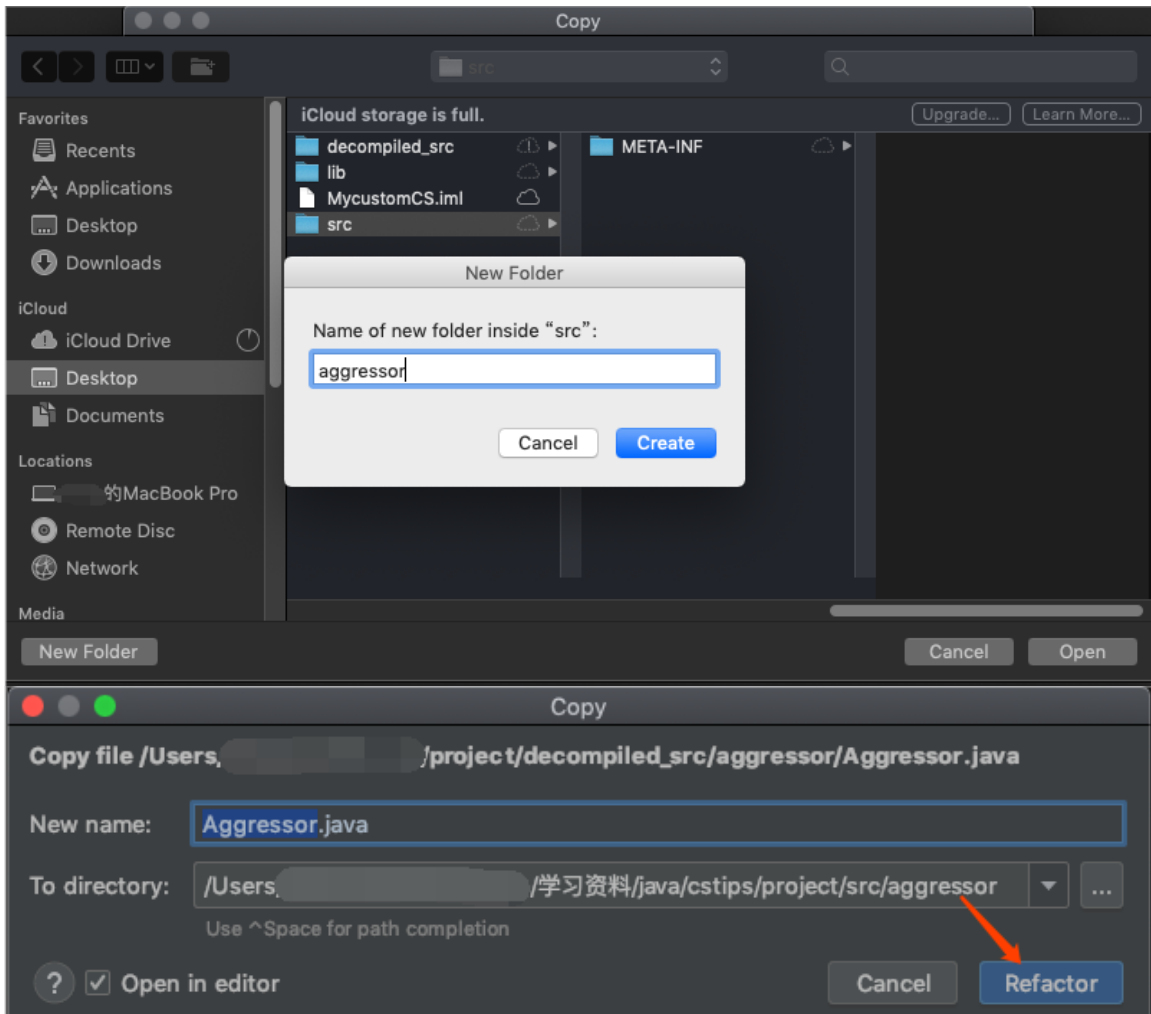 Copy
src
iCloud storage is full. Upgrade... Learn More...
Favorites
Recents
Applications
Desktop
Downloads
iCloud
iCloud Drive
Desktop
Documents
Locations
的MacBook Pro
Remote Disc
Network
Media
decompiled_src
lib
MycustomCS.iml
src
META-INF
New Folder
Name of new folder inside “src”:
aggressor
Cancel Create
New Folder Cancel Open
Copy
Copy file /Users/ /project/decompiled_src/aggressor/Aggressor.java
New name: Aggressor.java
To directory: /Users/ /学习资料/java/cstips/project/src/aggressor ...
Use ^Space for path completion
? Open in editor Cancel Refactor